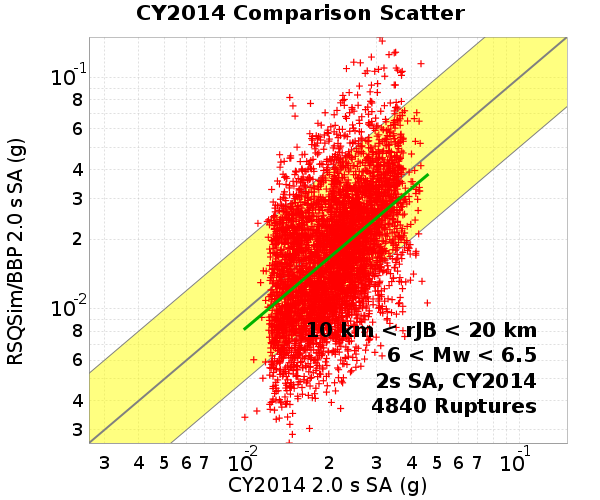 CY2014 Comparison Scatter
RSQSim/BBP 2.0 s SA (g)
10⁻¹
8
6
4
3
2
10⁻²
8
6
4
3
10 km < rJB < 20 km
6 < Mw < 6.5
2s SA, CY2014
4840 Ruptures
3 4 5 6 7 10⁻² 2 3 4 5 6 7 10⁻¹
CY2014 2.0 s SA (g)